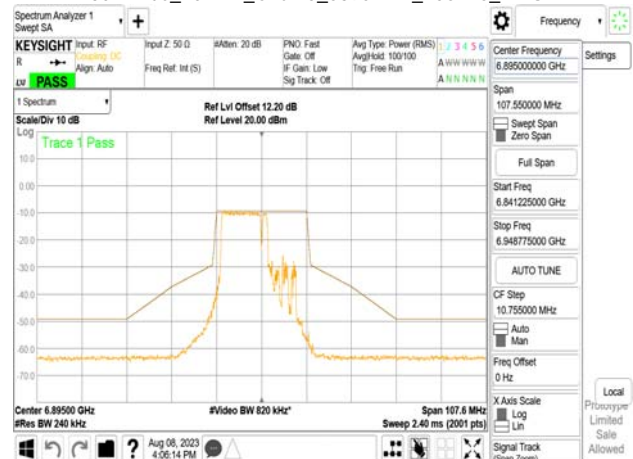 Spectrum Analyzer 1
Swept SA
Frequency
KEYSIGHT
R
LVI
PASS
Input: RF
Coupling: DC
Align: Auto
Input Z: 50 Ω
Freq Ref: Int (S)
#Atten: 20 dB
PNO: Fast
Gate: Off
IF Gain: Low
Sig Track: Off
Avg Type: Power (RMS)
Avg|Hold: 100/100
Trig: Free Run
1 2 3 4 5 6
A W W W W W
A N N N N N
Center Frequency
6.895000000 GHz
Settings
Span
107.550000 MHz
Swept Span
Zero Span
Full Span
Start Freq
6.841225000 GHz
Stop Freq
6.948775000 GHz
AUTO TUNE
CF Step
10.755000 MHz
Auto
Man
Freq Offset
0 Hz
X Axis Scale
Log
Lin
Signal Track
(Span Zoom)
Local
Prototype
Limited
Sale
Allowed
1 Spectrum
Scale/Div 10 dB
Log
Ref Lvl Offset 12.20 dB
Ref Level 20.00 dBm
Trace 1 Pass
10.0
0.00
-10.0
-20.0
-30.0
-40.0
-50.0
-60.0
-70.0
Center 6.89500 GHz
#Res BW 240 kHz
#Video BW 820 kHz*
Span 107.6 MHz
Sweep 2.40 ms (2001 pts)
?
Aug 08, 2023
4:06:14 PM